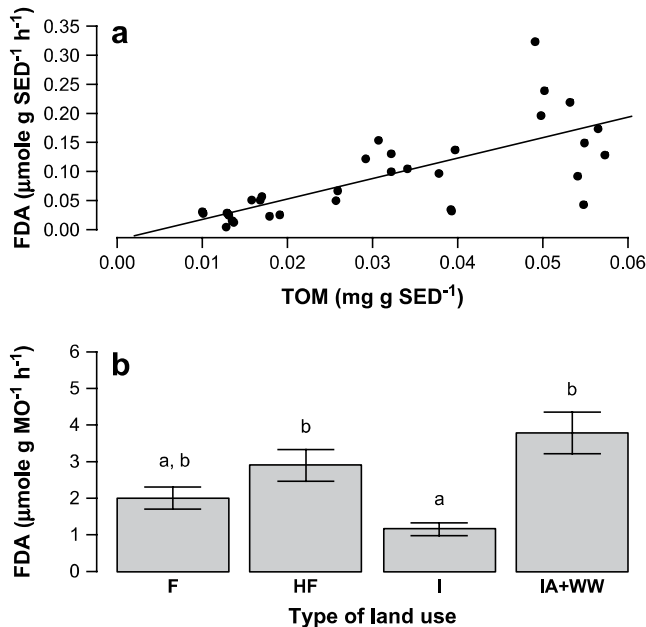 a
FDA (µmole g SED⁻¹ h⁻¹)
0.35
0.30
0.25
0.20
0.15
0.10
0.05
0.00
0.00 0.01 0.02 0.03 0.04 0.05 0.06
TOM (mg g SED⁻¹)
b
FDA (µmole g MO⁻¹ h⁻¹)
6
5
4
3
2
1
0
a, b b a b
F HF I IA+WW
Type of land use